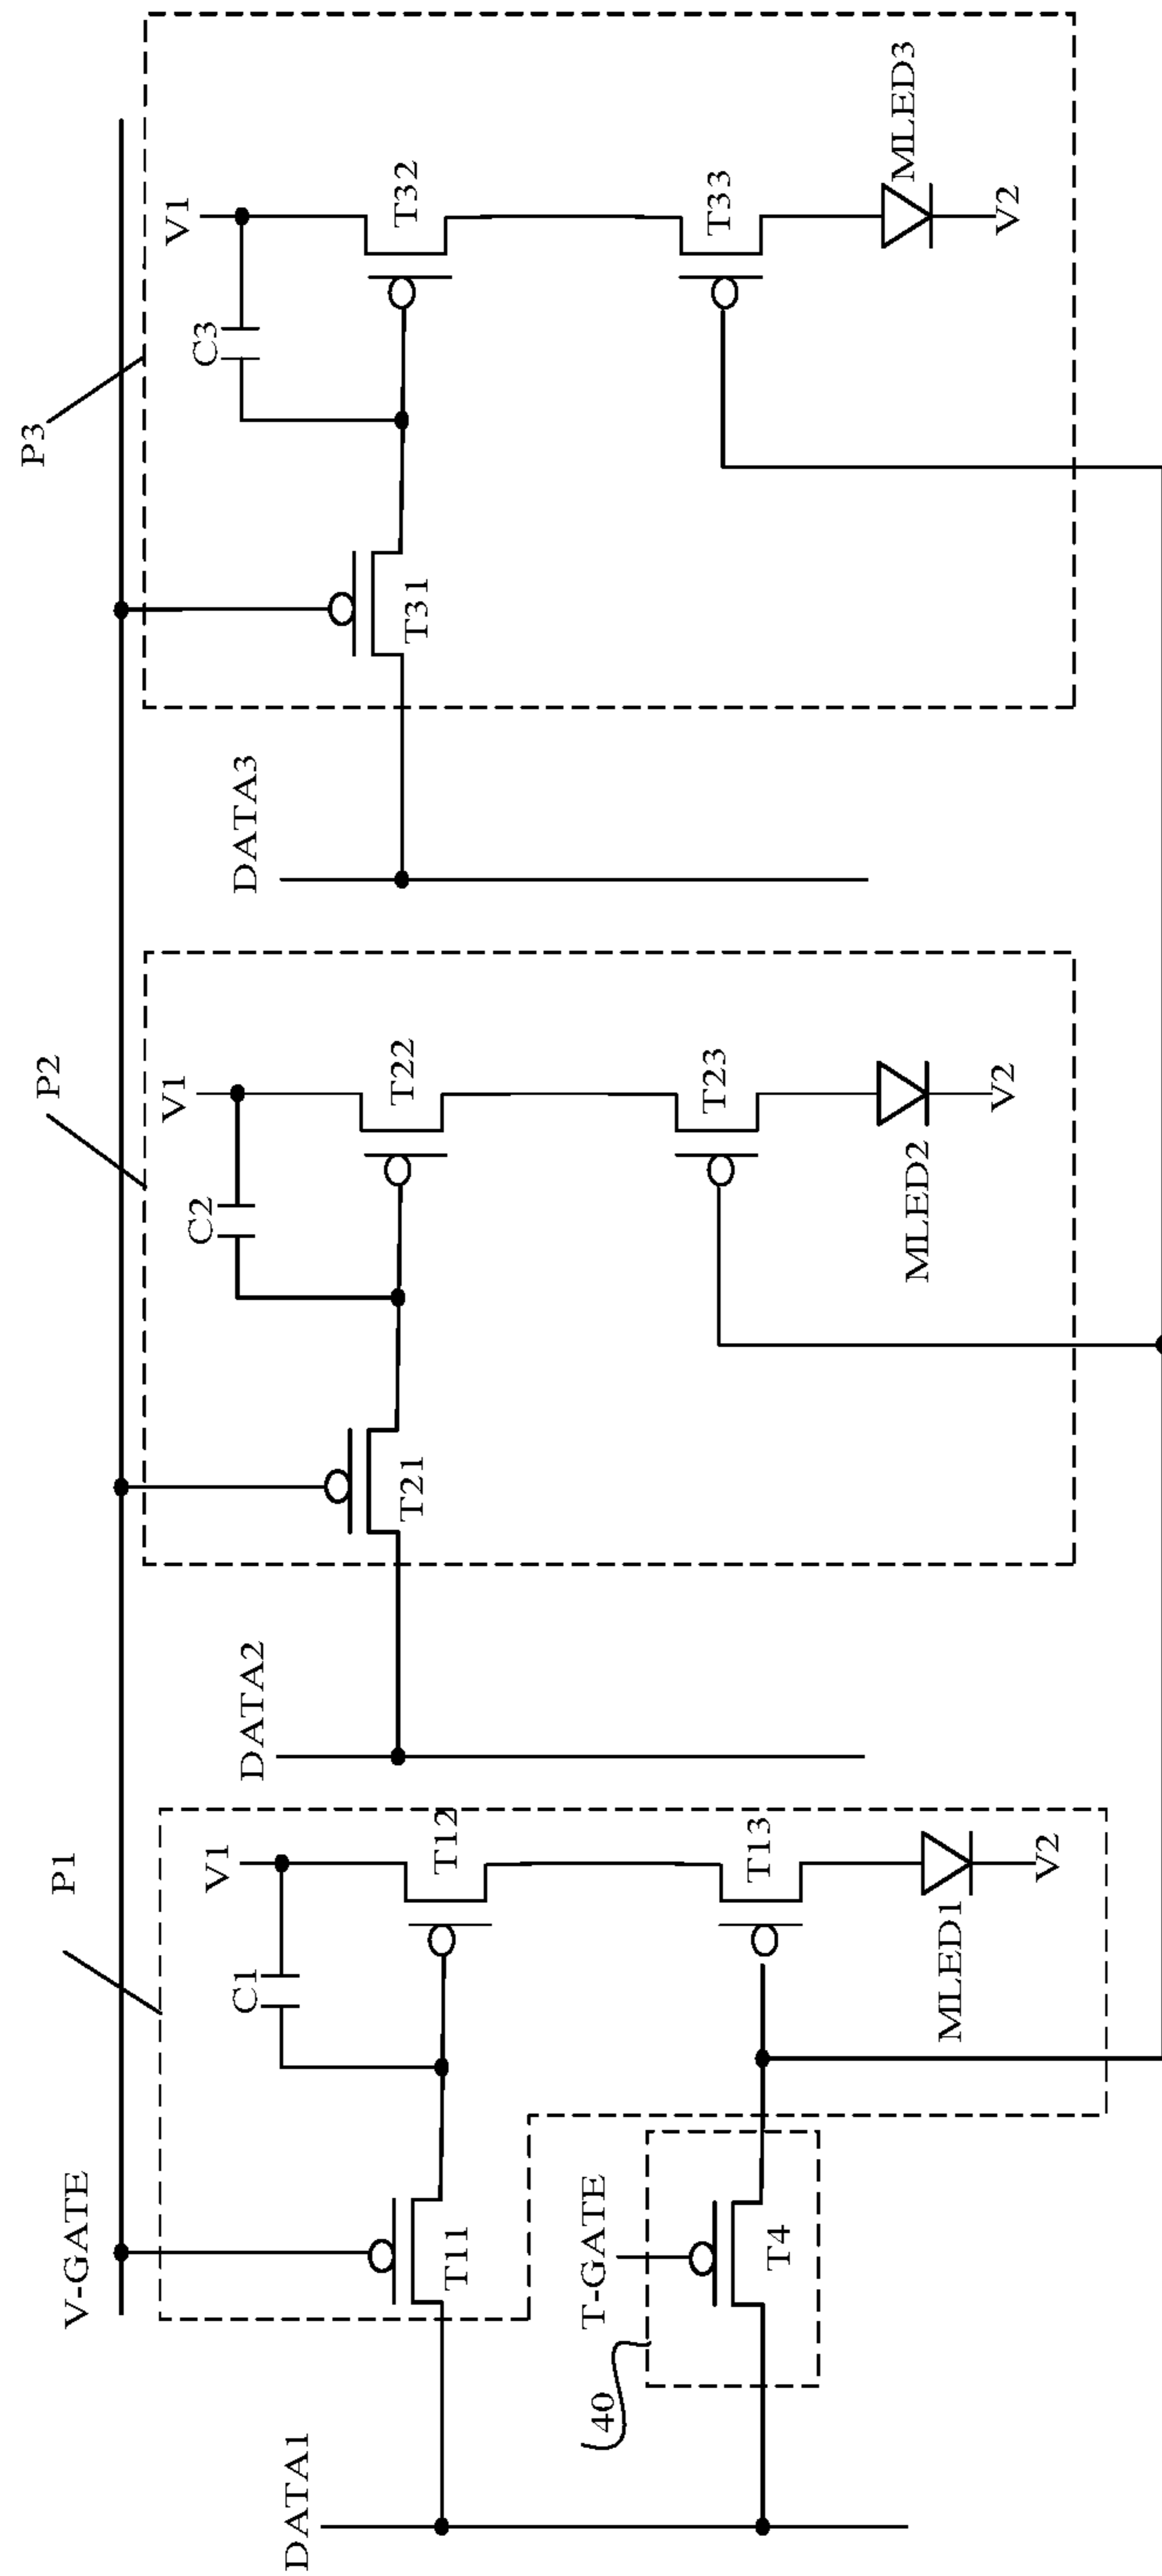 V-GATE
P1
P2
P3
DATA1
T11
C1
V1
T12
40
T-GATE
T4
T13
MLED1
V2
DATA2
T21
C2
V1
T22
T23
MLED2
V2
DATA3
T31
C3
V1
T32
T33
MLED3
V2